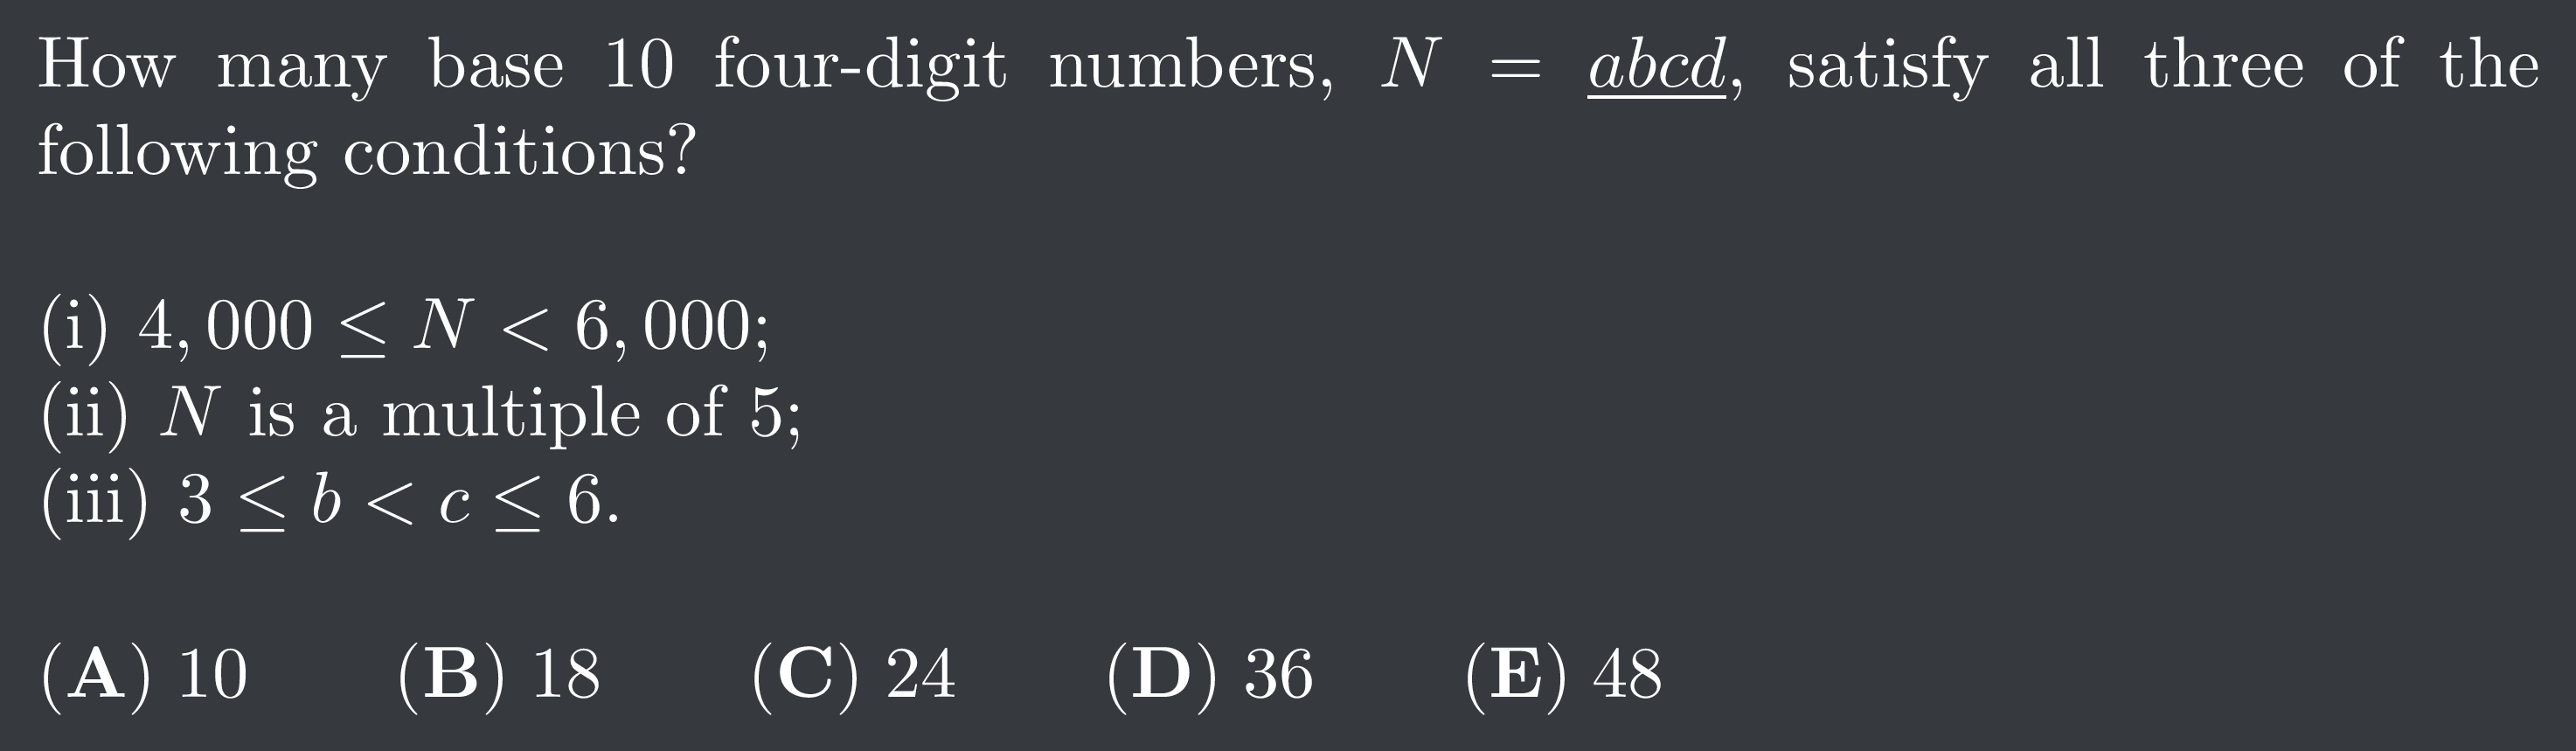 How many base 10 four-digit numbers, N = abcd, satisfy all three of the
following conditions?
(i) 4,000 ≤ N < 6,000;
(ii) N is a multiple of 5;
(iii) 3 ≤ b < c ≤ 6.
(A) 10 (B) 18 (C) 24 (D) 36 (E) 48